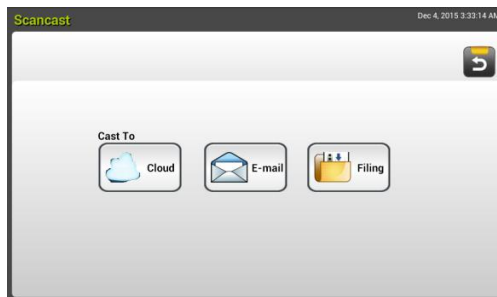 Scancast
Dec 4, 2015 3:33:14 AM
Cast To
Cloud
E-mail
Filing